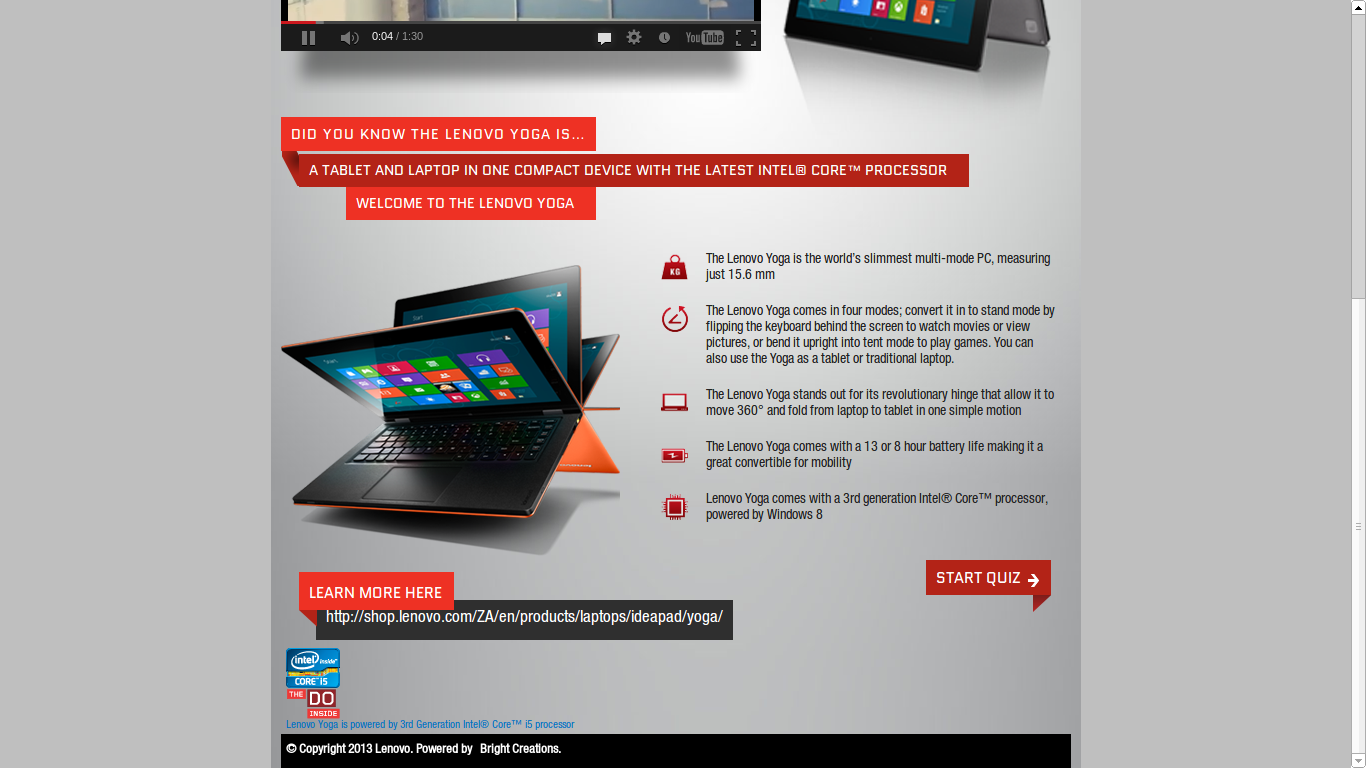 0:04 / 1:30
You Tube
DID YOU KNOW THE LENOVO YOGA IS...
A TABLET AND LAPTOP IN ONE COMPACT DEVICE WITH THE LATEST INTEL® CORE™ PROCESSOR
WELCOME TO THE LENOVO YOGA
KG
The Lenovo Yoga is the world's slimmest multi-mode PC, measuring
just 15.6 mm
The Lenovo Yoga comes in four modes; convert it in to stand mode by
flipping the keyboard behind the screen to watch movies or view
pictures, or bend it upright into tent mode to play games. You can
also use the Yoga as a tablet or traditional laptop.
The Lenovo Yoga stands out for its revolutionary hinge that allow it to
move 360° and fold from laptop to tablet in one simple motion
The Lenovo Yoga comes with a 13 or 8 hour battery life making it a
great convertible for mobility
Lenovo Yoga comes with a 3rd generation Intel® Core™ processor,
powered by Windows 8
Start
Start
START QUIZ
LEARN MORE HERE
http://shop.lenovo.com/ZA/en/products/laptops/ideapad/yoga/
intel inside™
CORE™ i5
THE
DO
INSIDE
Lenovo Yoga is powered by 3rd Generation Intel® Core™ i5 processor
© Copyright 2013 Lenovo. Powered by Bright Creations.